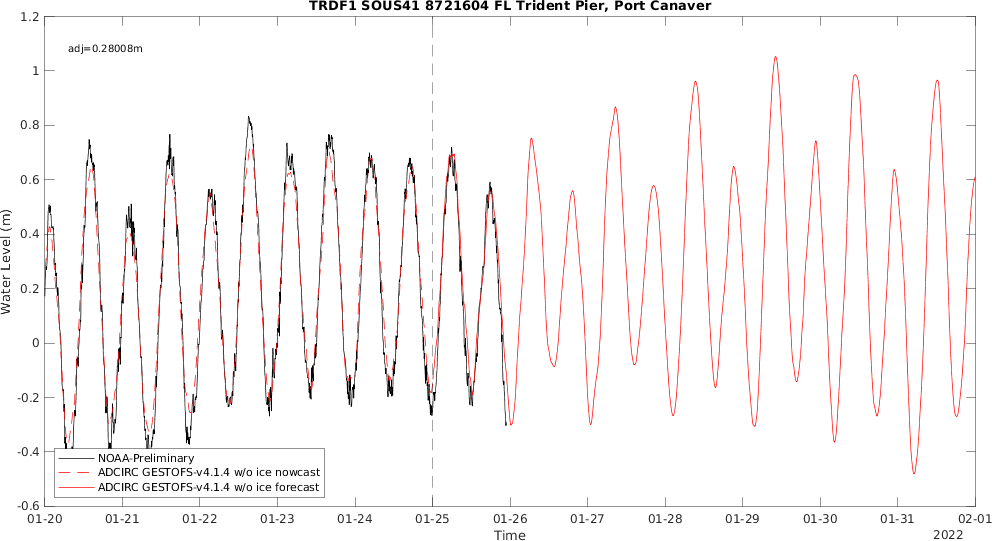 TRDF1 SOUS41 8721604 FL Trident Pier, Port Canaver
adj=0.28008m
Water Level (m)
1.2
1
0.8
0.6
0.4
0.2
0
-0.2
-0.4
-0.6
NOAA-Preliminary
ADCIRC GESTOFS-v4.1.4 w/o ice nowcast
ADCIRC GESTOFS-v4.1.4 w/o ice forecast
01-20 01-21 01-22 01-23 01-24 01-25 01-26 01-27 01-28 01-29 01-30 01-31 02-01
Time
2022